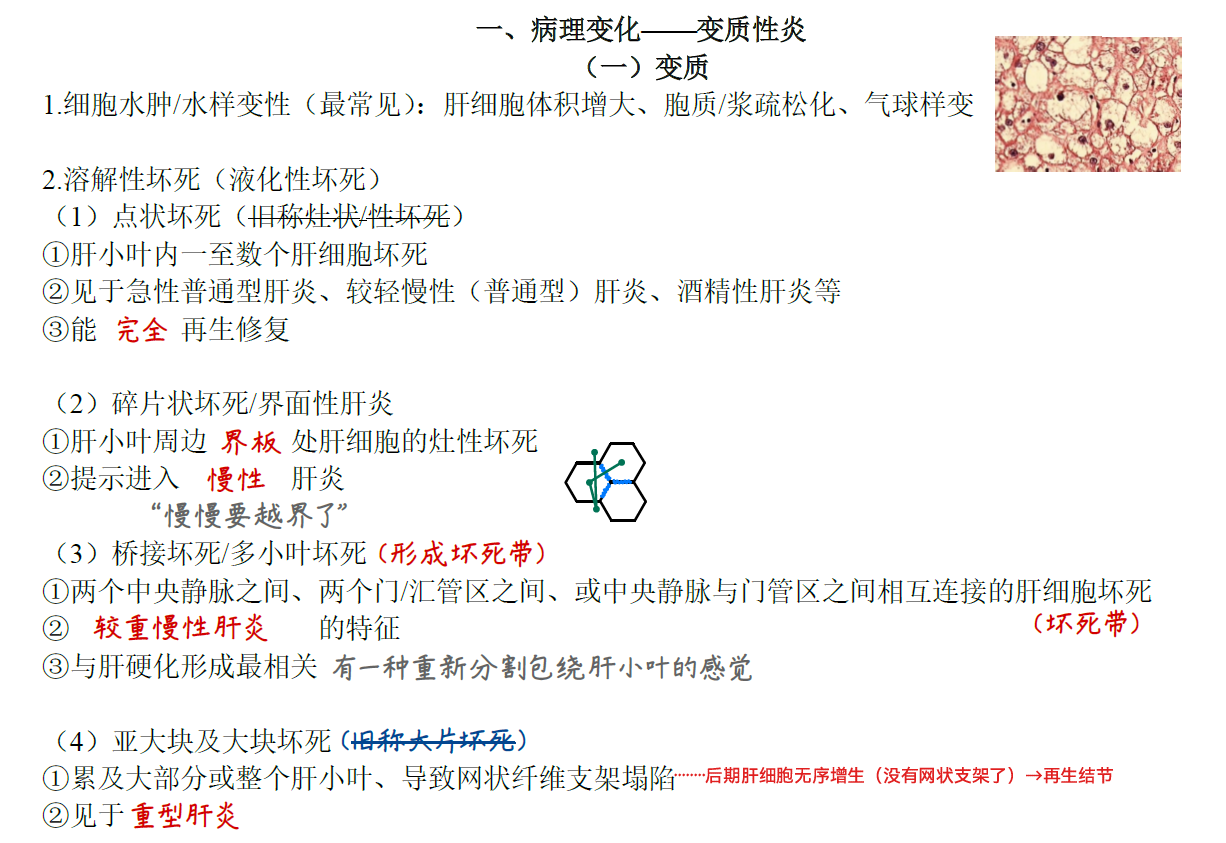 一、病理变化——变质性炎
（一）变质
1.细胞水肿/水样变性（最常见）：肝细胞体积增大、胞质/浆疏松化、气球样变
2.溶解性坏死（液化性坏死）
（1）点状坏死（旧称灶状/性坏死）
①肝小叶内一至数个肝细胞坏死
②见于急性普通型肝炎、较轻慢性（普通型）肝炎、酒精性肝炎等
③能 完全 再生修复
（2）碎片状坏死/界面性肝炎
①肝小叶周边 界板 处肝细胞的灶性坏死
②提示进入 慢性 肝炎
“慢慢要越界了”
（3）桥接坏死/多小叶坏死（形成坏死带）
①两个中央静脉之间、两个门/汇管区之间、或中央静脉与门管区之间相互连接的肝细胞坏死
（坏死带）
② 较重慢性肝炎 的特征
③与肝硬化形成最相关 有一种重新分割包绕肝小叶的感觉
（4）亚大块及大块坏死（旧称大片坏死）
①累及大部分或整个肝小叶、导致网状纤维支架塌陷········后期肝细胞无序增生（没有网状支架了）→再生结节
②见于重型肝炎